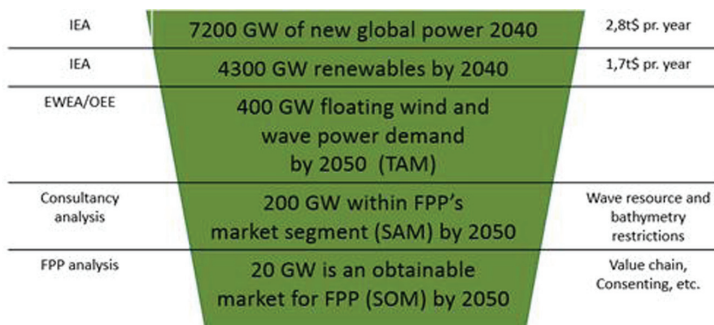 IEA
7200 GW of new global power 2040
2,8t$ pr. year
IEA
4300 GW renewables by 2040
1,7t$ pr. year
EWEA/OEE
400 GW floating wind and
wave power demand
by 2050 (TAM)
Consultancy
analysis
200 GW within FPP's
market segment (SAM) by 2050
Wave resource and
bathymetry
restrictions
FPP analysis
20 GW is an obtainable
market for FPP (SOM) by 2050
Value chain,
Consenting, etc.